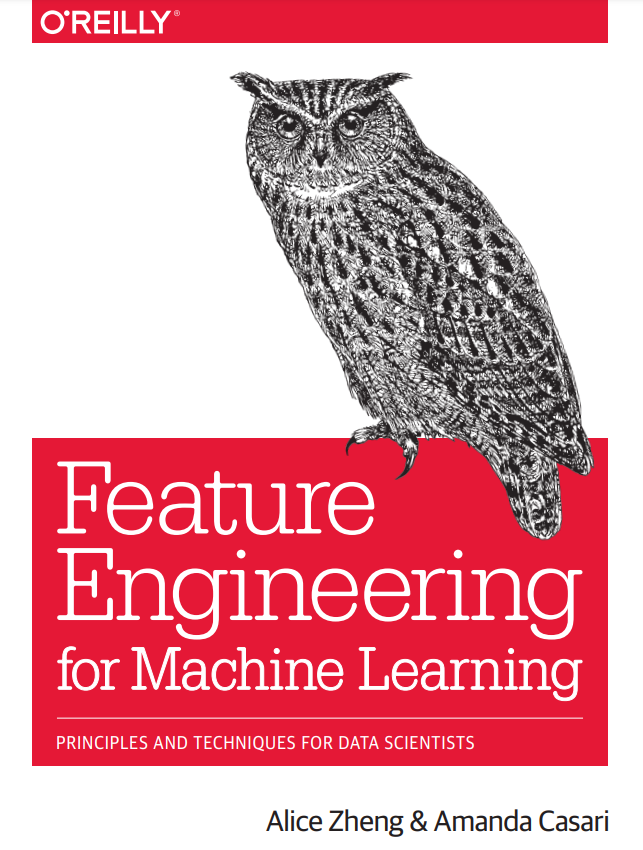 O'REILLY®
Feature
Engineering
for Machine Learning
PRINCIPLES AND TECHNIQUES FOR DATA SCIENTISTS
Alice Zheng & Amanda Casari